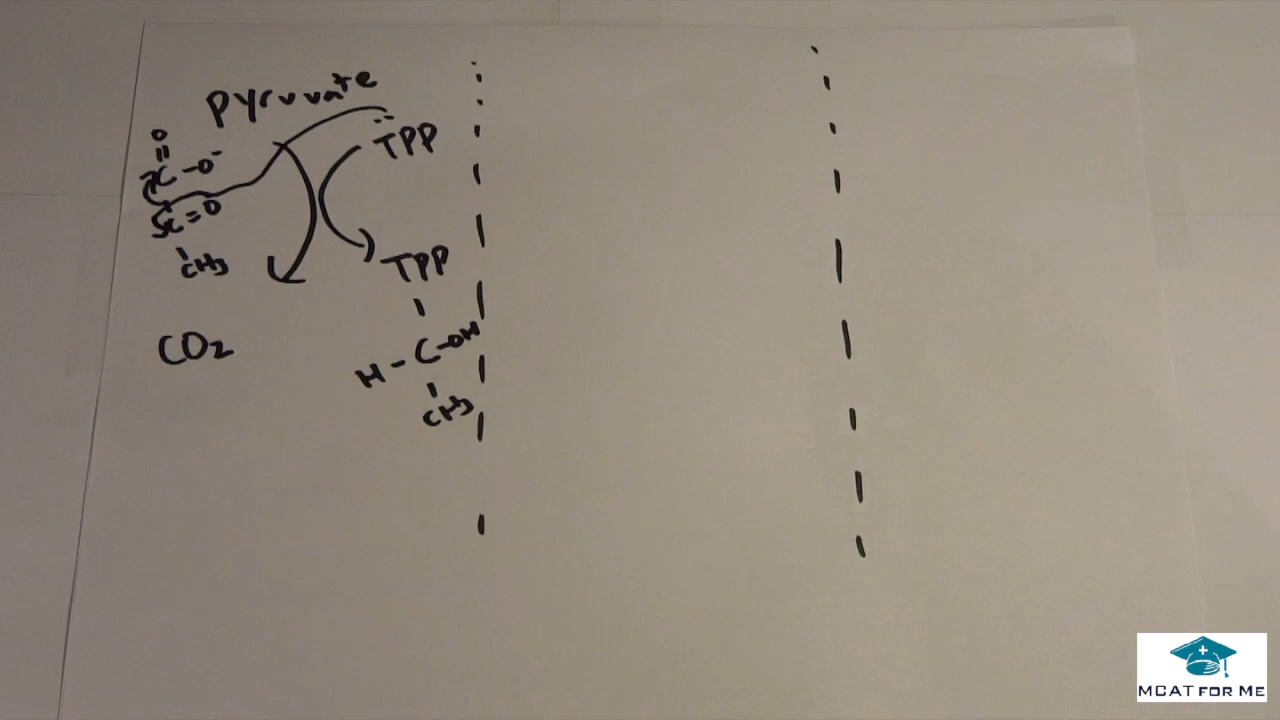 Pyruvate
TPP
O
=
C-O⁻
C=O
CH3
TPP
CO2
H-C-OH
CH3
MCAT FOR ME